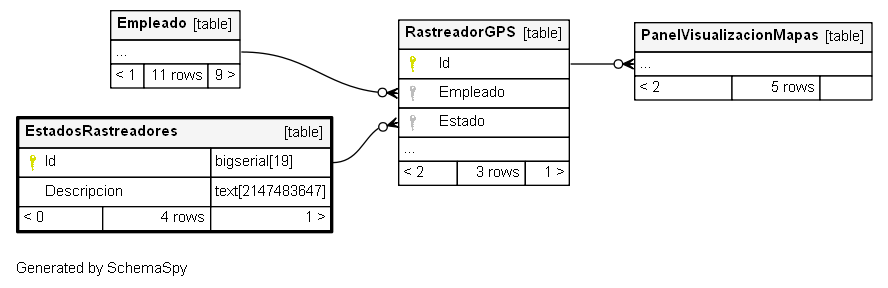 Empleado [table]
...
< 1 11 rows 9 >
EstadosRastreadores [table]
Id bigserial[19]
Descripcion text[2147483647]
< 0 4 rows 1 >
RastreadorGPS [table]
Id
Empleado
Estado
...
< 2 3 rows 1 >
PanelVisualizacionMapas [table]
...
< 2 5 rows
Generated by SchemaSpy